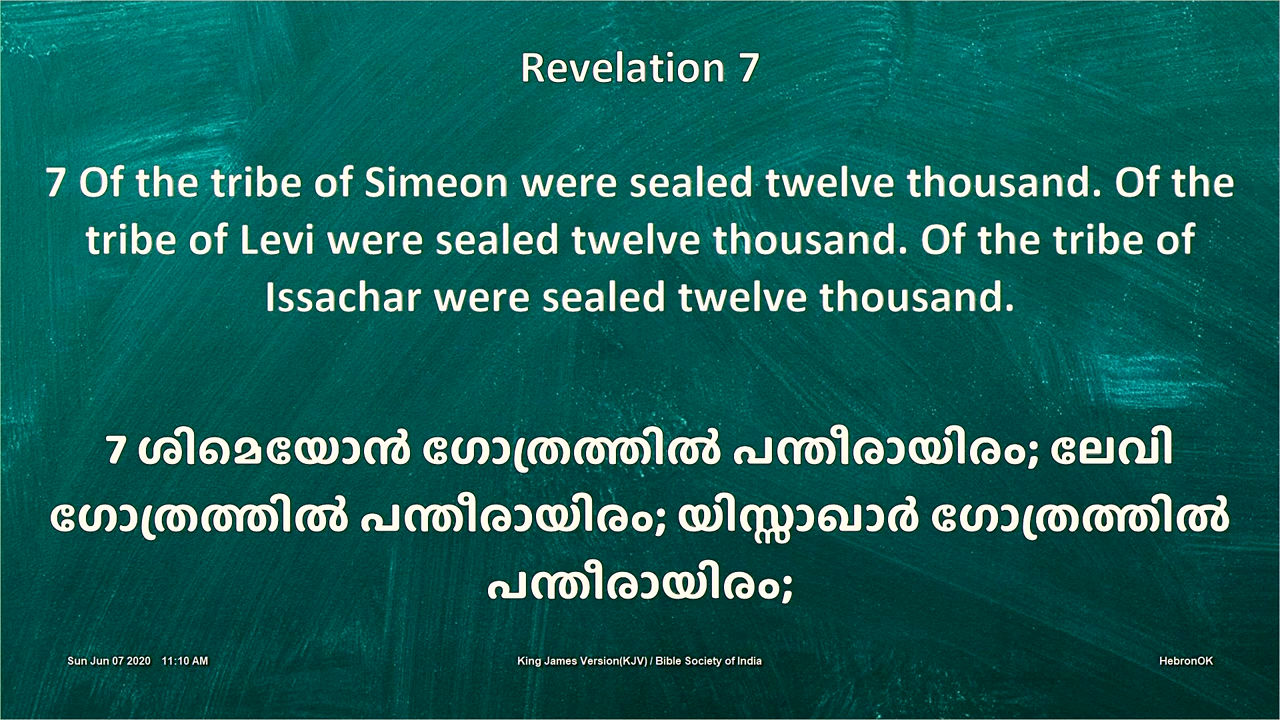 Revelation 7
7 Of the tribe of Simeon were sealed twelve thousand. Of the
tribe of Levi were sealed twelve thousand. Of the tribe of
Issachar were sealed twelve thousand.
7 ശിമെയോൻ ഗോത്രത്തിൽ പന്തീരായിരം; ലേവി
ഗോത്രത്തിൽ പന്തീരായിരം; യിസ്സാഖാർ ഗോത്രത്തിൽ
പന്തീരായിരം;
Sun Jun 07 2020 11:10 AM King James Version(KJV) / Bible Society of India HebronOK